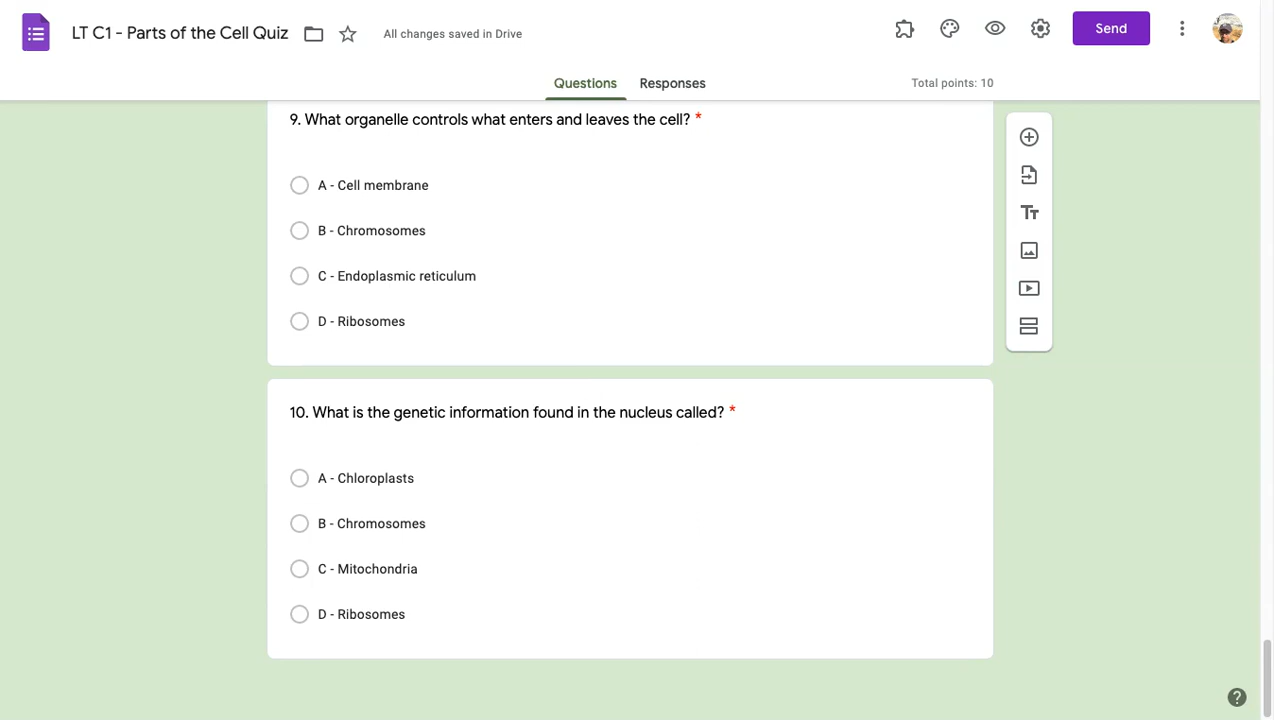 LT C1 - Parts of the Cell Quiz
All changes saved in Drive
Send
Questions
Responses
Total points: 10
9. What organelle controls what enters and leaves the cell? *
A - Cell membrane
B - Chromosomes
C - Endoplasmic reticulum
D - Ribosomes
10. What is the genetic information found in the nucleus called? *
A - Chloroplasts
B - Chromosomes
C - Mitochondria
D - Ribosomes